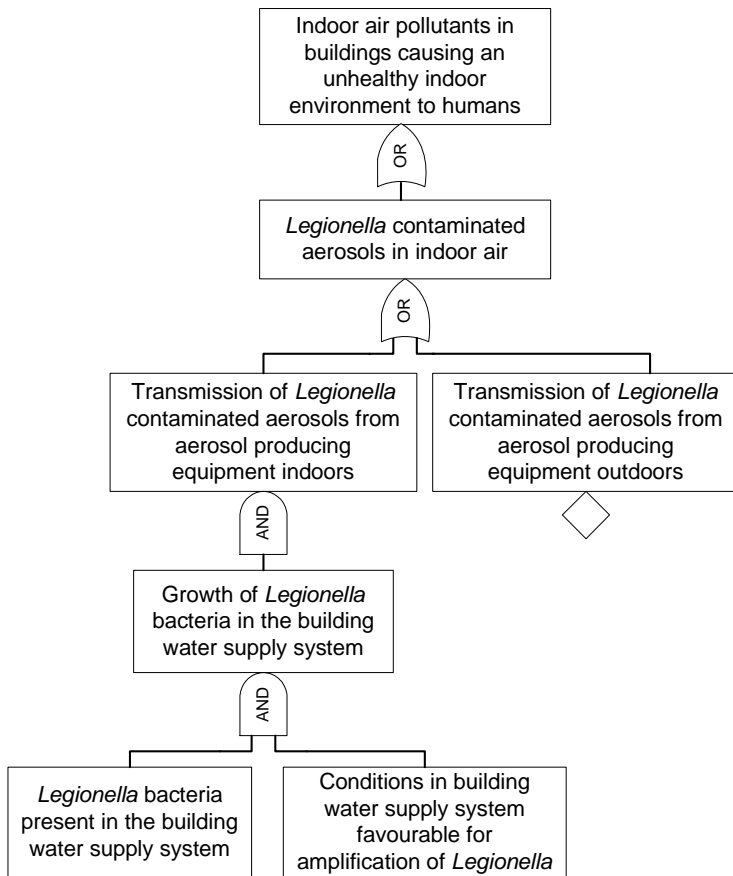 Indoor air pollutants in
buildings causing an
unhealthy indoor
environment to humans
OR
Legionella contaminated
aerosols in indoor air
OR
Transmission of Legionella
contaminated aerosols from
aerosol producing
equipment indoors
Transmission of Legionella
contaminated aerosols from
aerosol producing
equipment outdoors
AND
Growth of Legionella
bacteria in the building
water supply system
AND
Legionella bacteria
present in the building
water supply system
Conditions in building
water supply system
favourable for
amplification of Legionella